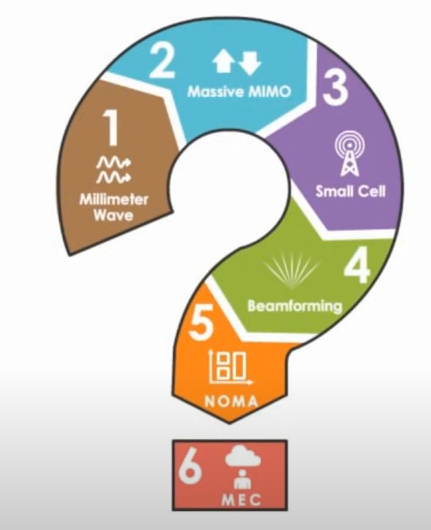 1
Millimeter
Wave
2
Massive MIMO
3
Small Cell
4
Beamforming
5
NOMA
6
MEC